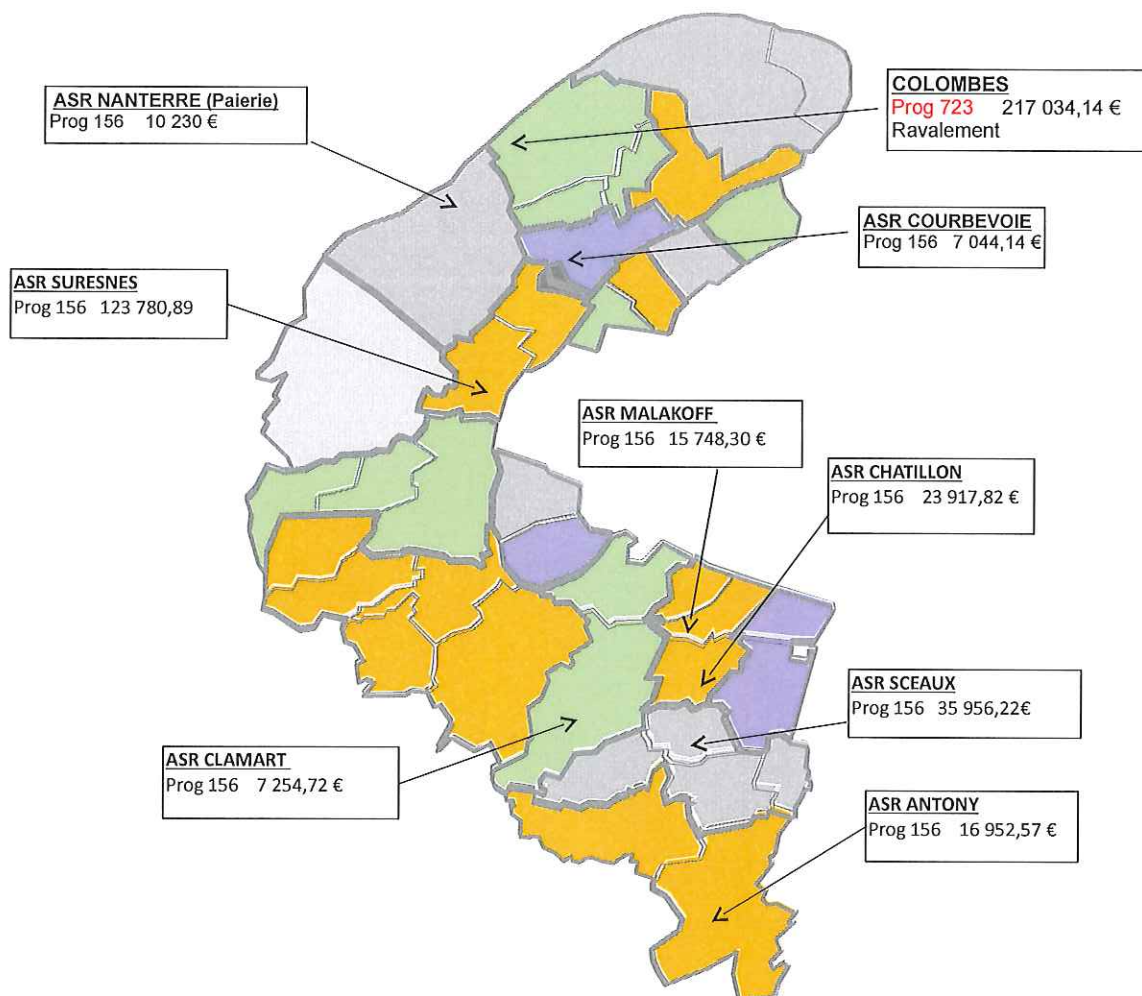 ASR NANTERRE (Paierie)
Prog 156 10 230 €
COLOMBES
Prog 723 217 034,14 €
Ravalement
ASR COURBEVOIE
Prog 156 7 044,14 €
ASR SURESNES
Prog 156 123 780,89
ASR MALAKOFF
Prog 156 15 748,30 €
ASR CHATILLON
Prog 156 23 917,82 €
ASR SCEAUX
Prog 156 35 956,22€
ASR CLAMART
Prog 156 7 254,72 €
ASR ANTONY
Prog 156 16 952,57 €